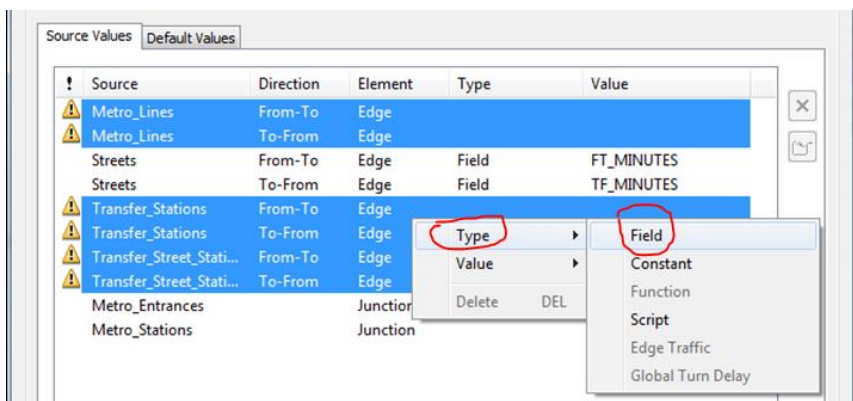 Source Values Default Values
! Source Direction Element Type Value
Metro_Lines From-To Edge
Metro_Lines To-From Edge
Streets From-To Edge Field FT_MINUTES
Streets To-From Edge Field TF_MINUTES
Transfer_Stations From-To Edge
Transfer_Stations To-From Edge
Transfer_Street_Stati... From-To Edge
Transfer_Street_Stati... To-From Edge
Metro_Entrances Junction
Metro_Stations Junction
Type
Value
Delete DEL
Field
Constant
Function
Script
Edge Traffic
Global Turn Delay